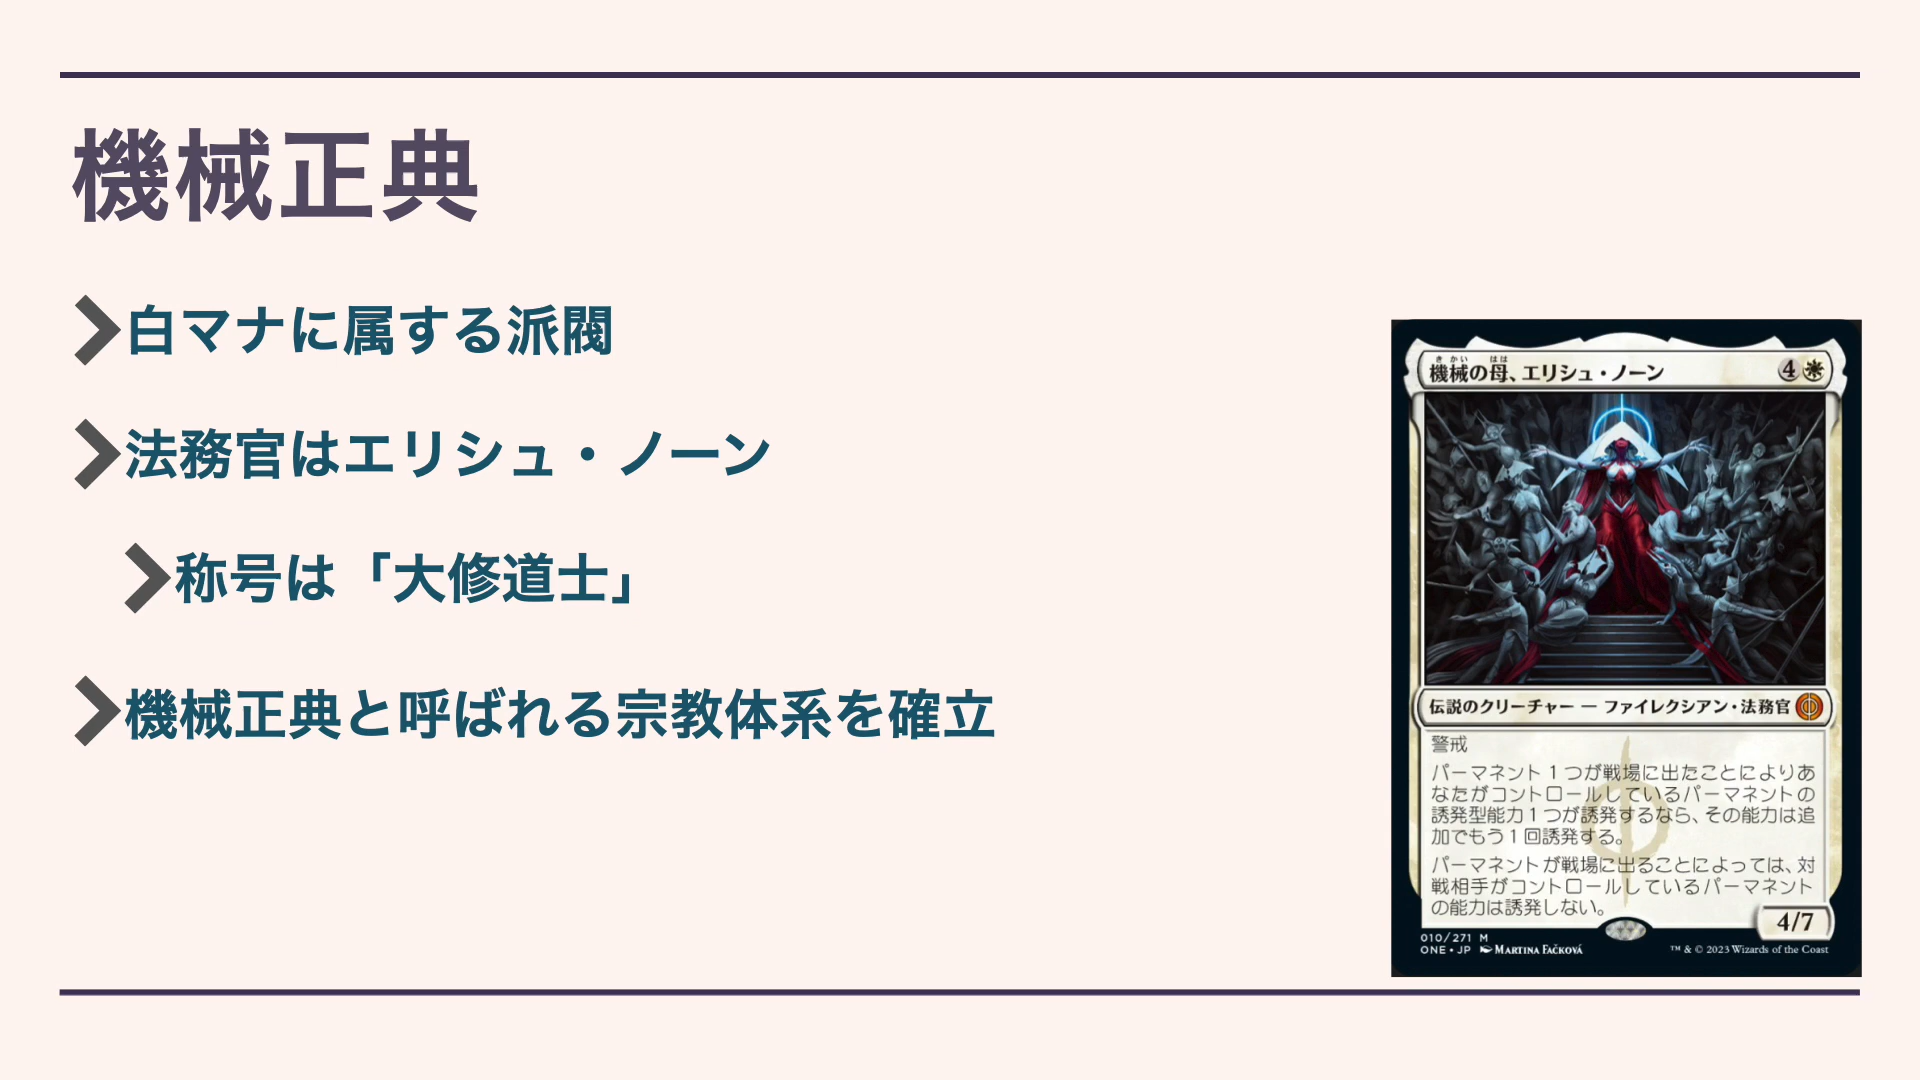 機械正典
白マナに属する派閥
法務官はエリシュ・ノーン
称号は「大修道士」
機械正典と呼ばれる宗教体系を確立
きかい はは
機械の母、エリシュ・ノーン 4
伝説のクリーチャー — ファイレクシアン・法務官
警戒
パーマネント1つが戦場に出たことによりあ
なたがコントロールしているパーマネントの
誘発型能力1つが誘発するなら、その能力は追
加でもう1回誘発する。
パーマネントが戦場に出ることによっては、対
戦相手がコントロールしているパーマネント
の能力は誘発しない。
4/7
010/271 M
ONE • JP MARTINA FAČKOVÁ
™ & © 2023 Wizards of the Coast